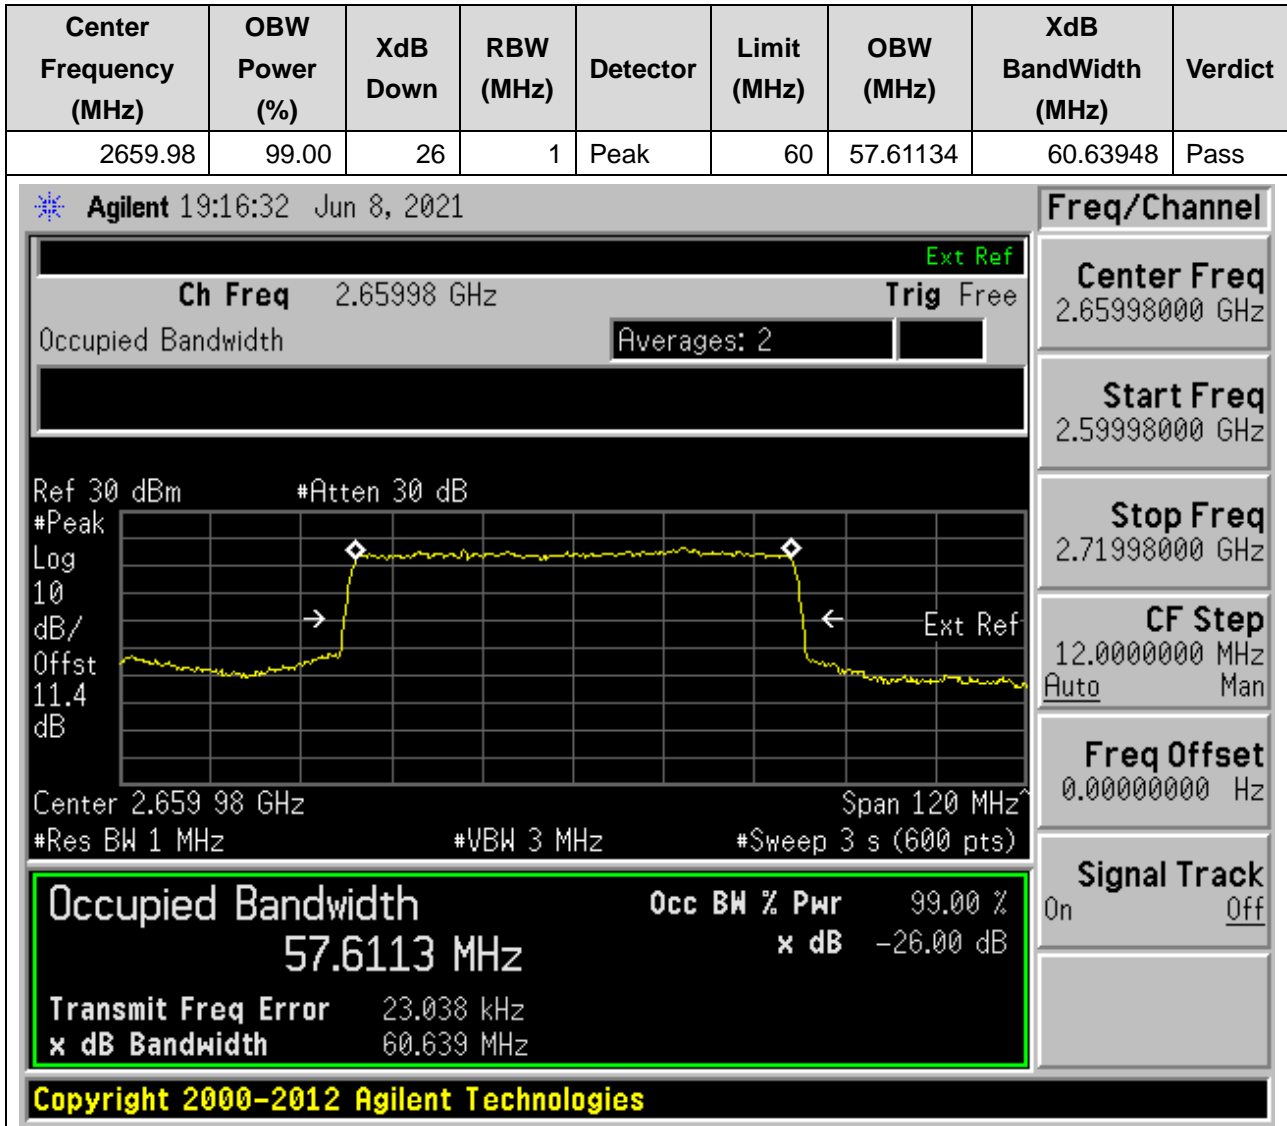 Center Frequency (MHz) OBW Power (%) XdB Down RBW (MHz) Detector Limit (MHz) OBW (MHz) XdB BandWidth (MHz) Verdict
2659.98 99.00 26 1 Peak 60 57.61134 60.63948 Pass
Agilent 19:16:32 Jun 8, 2021
Freq/Channel
Ext Ref
Ch Freq 2.65998 GHz Trig Free
Occupied Bandwidth Averages: 2
Center Freq
2.65998000 GHz
Start Freq
2.59998000 GHz
Stop Freq
2.71998000 GHz
CF Step
12.0000000 MHz
Auto Man
Freq Offset
0.00000000 Hz
Signal Track
On Off
Ref 30 dBm #Atten 30 dB
#Peak
Log
10
dB/
Offst
11.4
dB
Ext Ref
Center 2.659 98 GHz Span 120 MHz^
#Res BW 1 MHz #VBW 3 MHz #Sweep 3 s (600 pts)
Occupied Bandwidth
57.6113 MHz
Occ BW % Pwr 99.00 %
x dB -26.00 dB
Transmit Freq Error 23.038 kHz
x dB Bandwidth 60.639 MHz
Copyright 2000-2012 Agilent Technologies